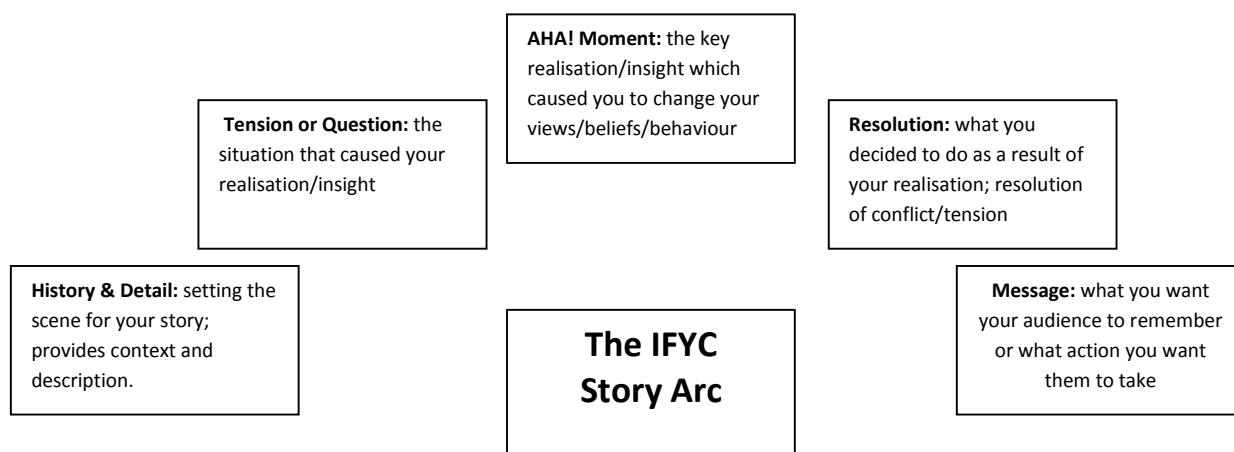 AHA! Moment: the key
realisation/insight which
caused you to change your
views/beliefs/behaviour
Tension or Question: the
situation that caused your
realisation/insight
Resolution: what you
decided to do as a result of
your realisation; resolution
of conflict/tension
History & Detail: setting the
scene for your story;
provides context and
description.
Message: what you want
your audience to remember
or what action you want
them to take
The IFYC
Story Arc